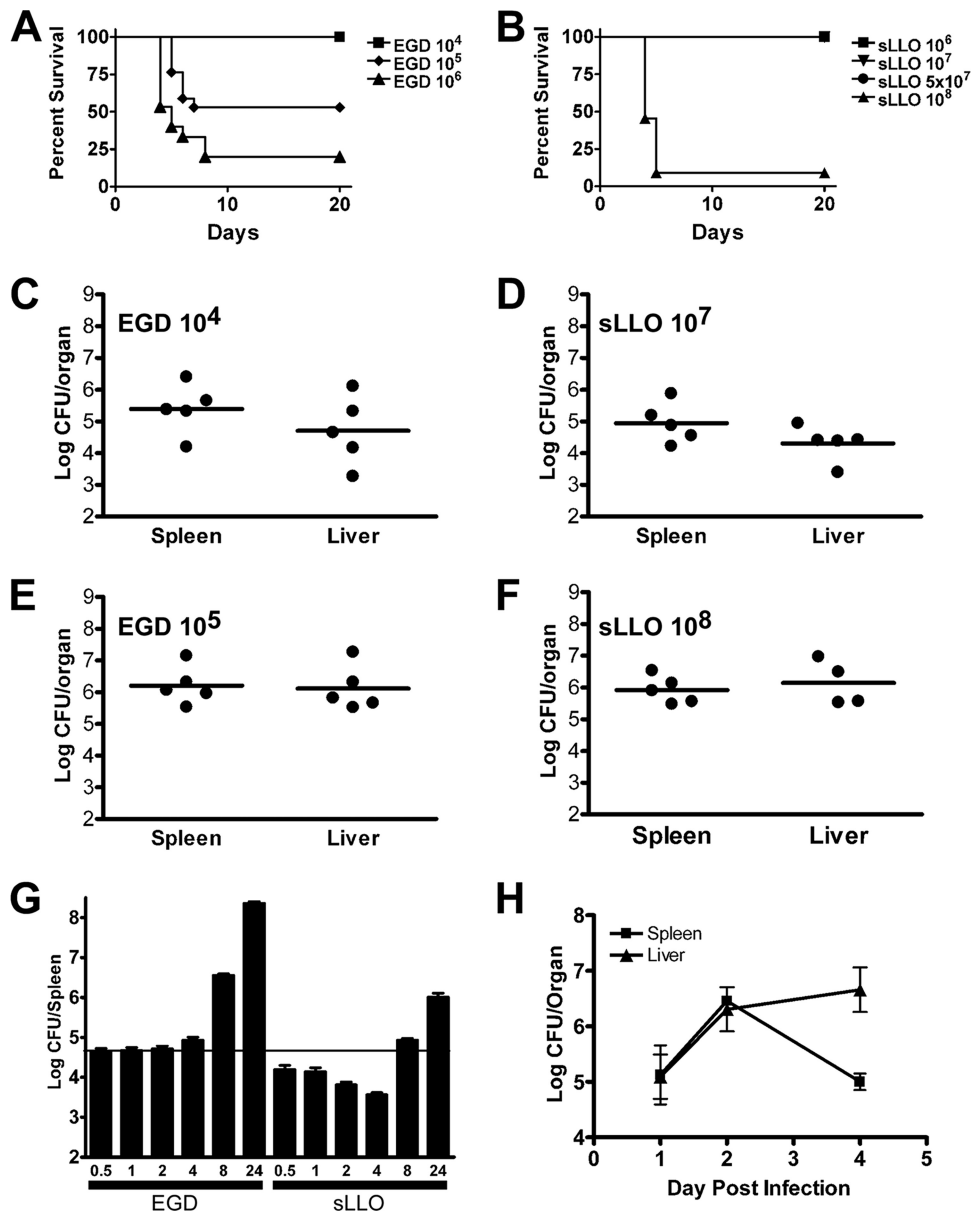 A
Percent Survival
100
75
50
25
0
0
10
20
Days
EGD 10⁴
EGD 10⁵
EGD 10⁶
B
Percent Survival
100
75
50
25
0
0
10
20
Days
sLLO 10⁶
sLLO 10⁷
sLLO 5x10⁷
sLLO 10⁸
C
Log CFU/organ
9
8
7
6
5
4
3
2
EGD 10⁴
Spleen
Liver
D
Log CFU/organ
9
8
7
6
5
4
3
2
sLLO 10⁷
Spleen
Liver
E
Log CFU/organ
9
8
7
6
5
4
3
2
EGD 10⁵
Spleen
Liver
F
Log CFU/organ
9
8
7
6
5
4
3
2
sLLO 10⁸
Spleen
Liver
G
Log CFU/Spleen
8
7
6
5
4
3
2
0.5 1 2 4 8 24 0.5 1 2 4 8 24
EGD
sLLO
H
Log CFU/Organ
8
7
6
5
4
Spleen
Liver
0 1 2 3 4 5
Day Post Infection